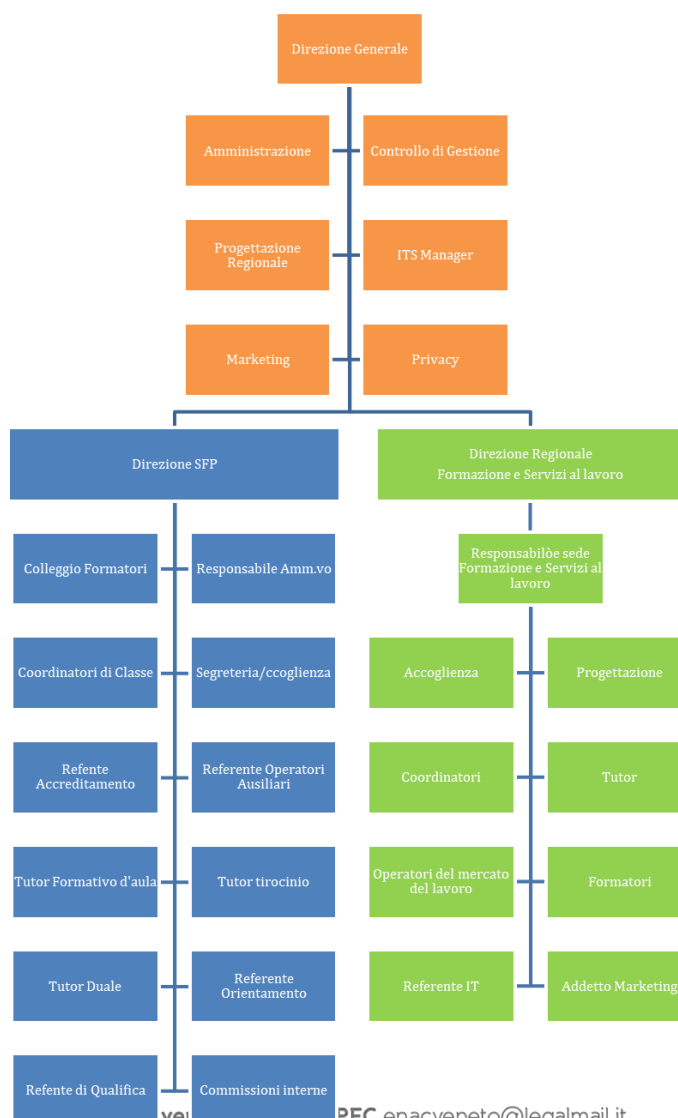 Direzione Generale
Amministrazione
Controllo di Gestione
Progettazione
Regionale
ITS Manager
Marketing
Privacy
Direzione SFP
Direzione Regionale
Formazione e Servizi al lavoro
Colleggio Formatori
Responsabile Amm.vo
Responsabilòe sede
Formazione e Servizi al
lavoro
Coordinatori di Classe
Segreteria/ccoglienza
Accoglienza
Progettazione
Refente
Accreditamento
Referente Operatori
Ausiliari
Coordinatori
Tutor
Tutor Formativo d'aula
Tutor tirocinio
Operatori del mercato
del lavoro
Formatori
Tutor Duale
Referente
Orientamento
Referente IT
Addetto Marketing
Refente di Qualifica
Commissioni interne
PEC enacveneto@legalmail.it